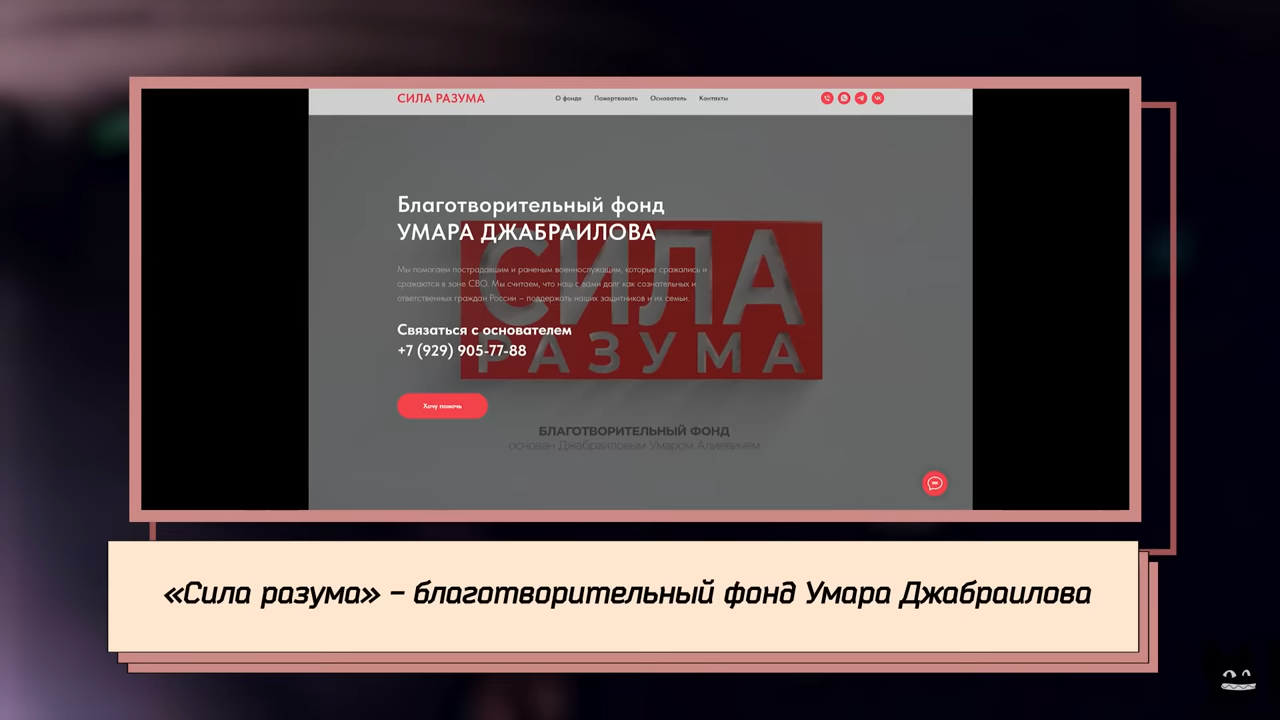 СИЛА РАЗУМА
О фонде Пожертвовать Основатель Контакты
Благотворительный фонд
УМАРА ДЖАБРАИЛОВА
Мы помогаем пострадавшим и раненым военнослужащим, которые сражались и
сражаются в зоне СВО. Мы считаем, что наш с вами долг как сознательных и
ответственных граждан России – поддержать наших защитников и их семьи.
Связаться с основателем
+7 (929) 905-77-88
Хочу помочь
СИЛА
РАЗУМА
БЛАГОТВОРИТЕЛЬНЫЙ ФОНД
основан Джабраиловым Умаром Алиевичем
«Сила разума» – благотворительный фонд Умара Джабраилова